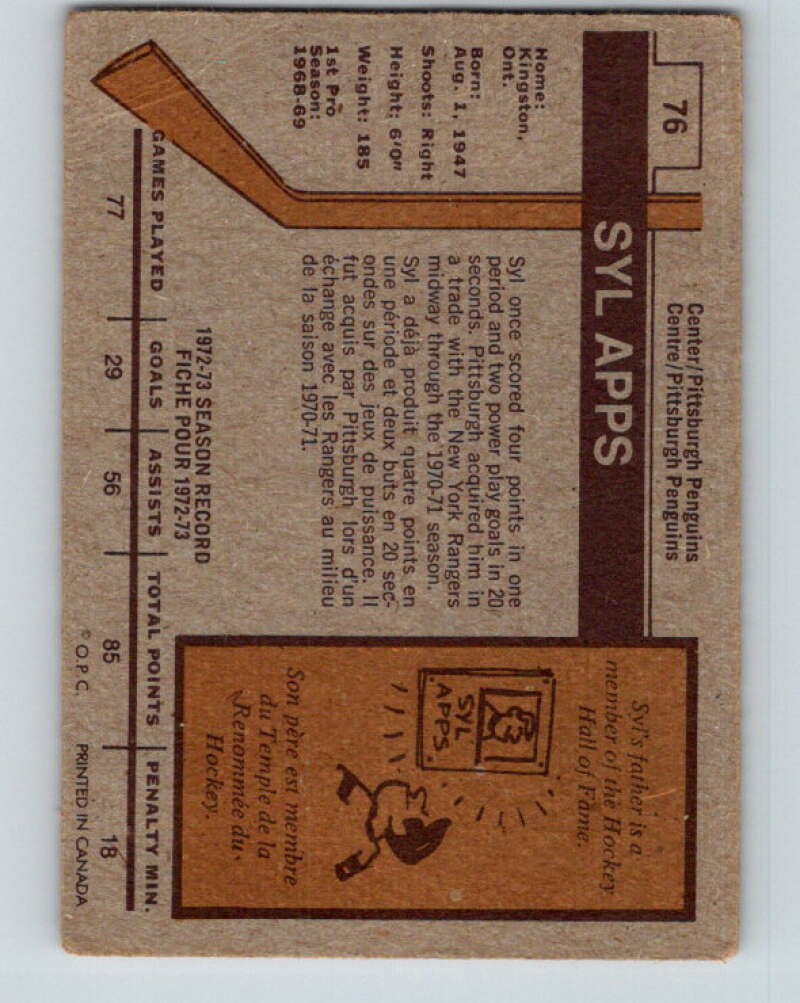 76
Center/Pittsburgh Penguins
Centre/Pittsburgh Penguins
SYL APPS
Home:
Kingston,
Ont.
Born:
Aug. 1, 1947
Shoots: Right
Height: 6'0"
Weight: 185
1st Pro
Season:
1968-69
Syl once scored four points in one
period and two power play goals in 20
seconds. Pittsburgh acquired him in
a trade with the New York Rangers
midway through the 1970-71 season.
Syl a déjà produit quatre points en
une période et deux buts en 20 sec-
ondes sur des jeux de puissance. Il
fut acquis par Pittsburgh lors d'un
échange avec les Rangers au milieu
de la saison 1970-71.
Syl's father is a
member of the Hockey
Hall of Fame.
SYL
APPS
Son père est membre
du Temple de la
Renommée du
Hockey.
1972-73 SEASON RECORD
FICHE POUR 1972-73
GAMES PLAYED GOALS ASSISTS TOTAL POINTS PENALTY MIN.
77 29 56 85 18
© O.P.C. PRINTED IN CANADA